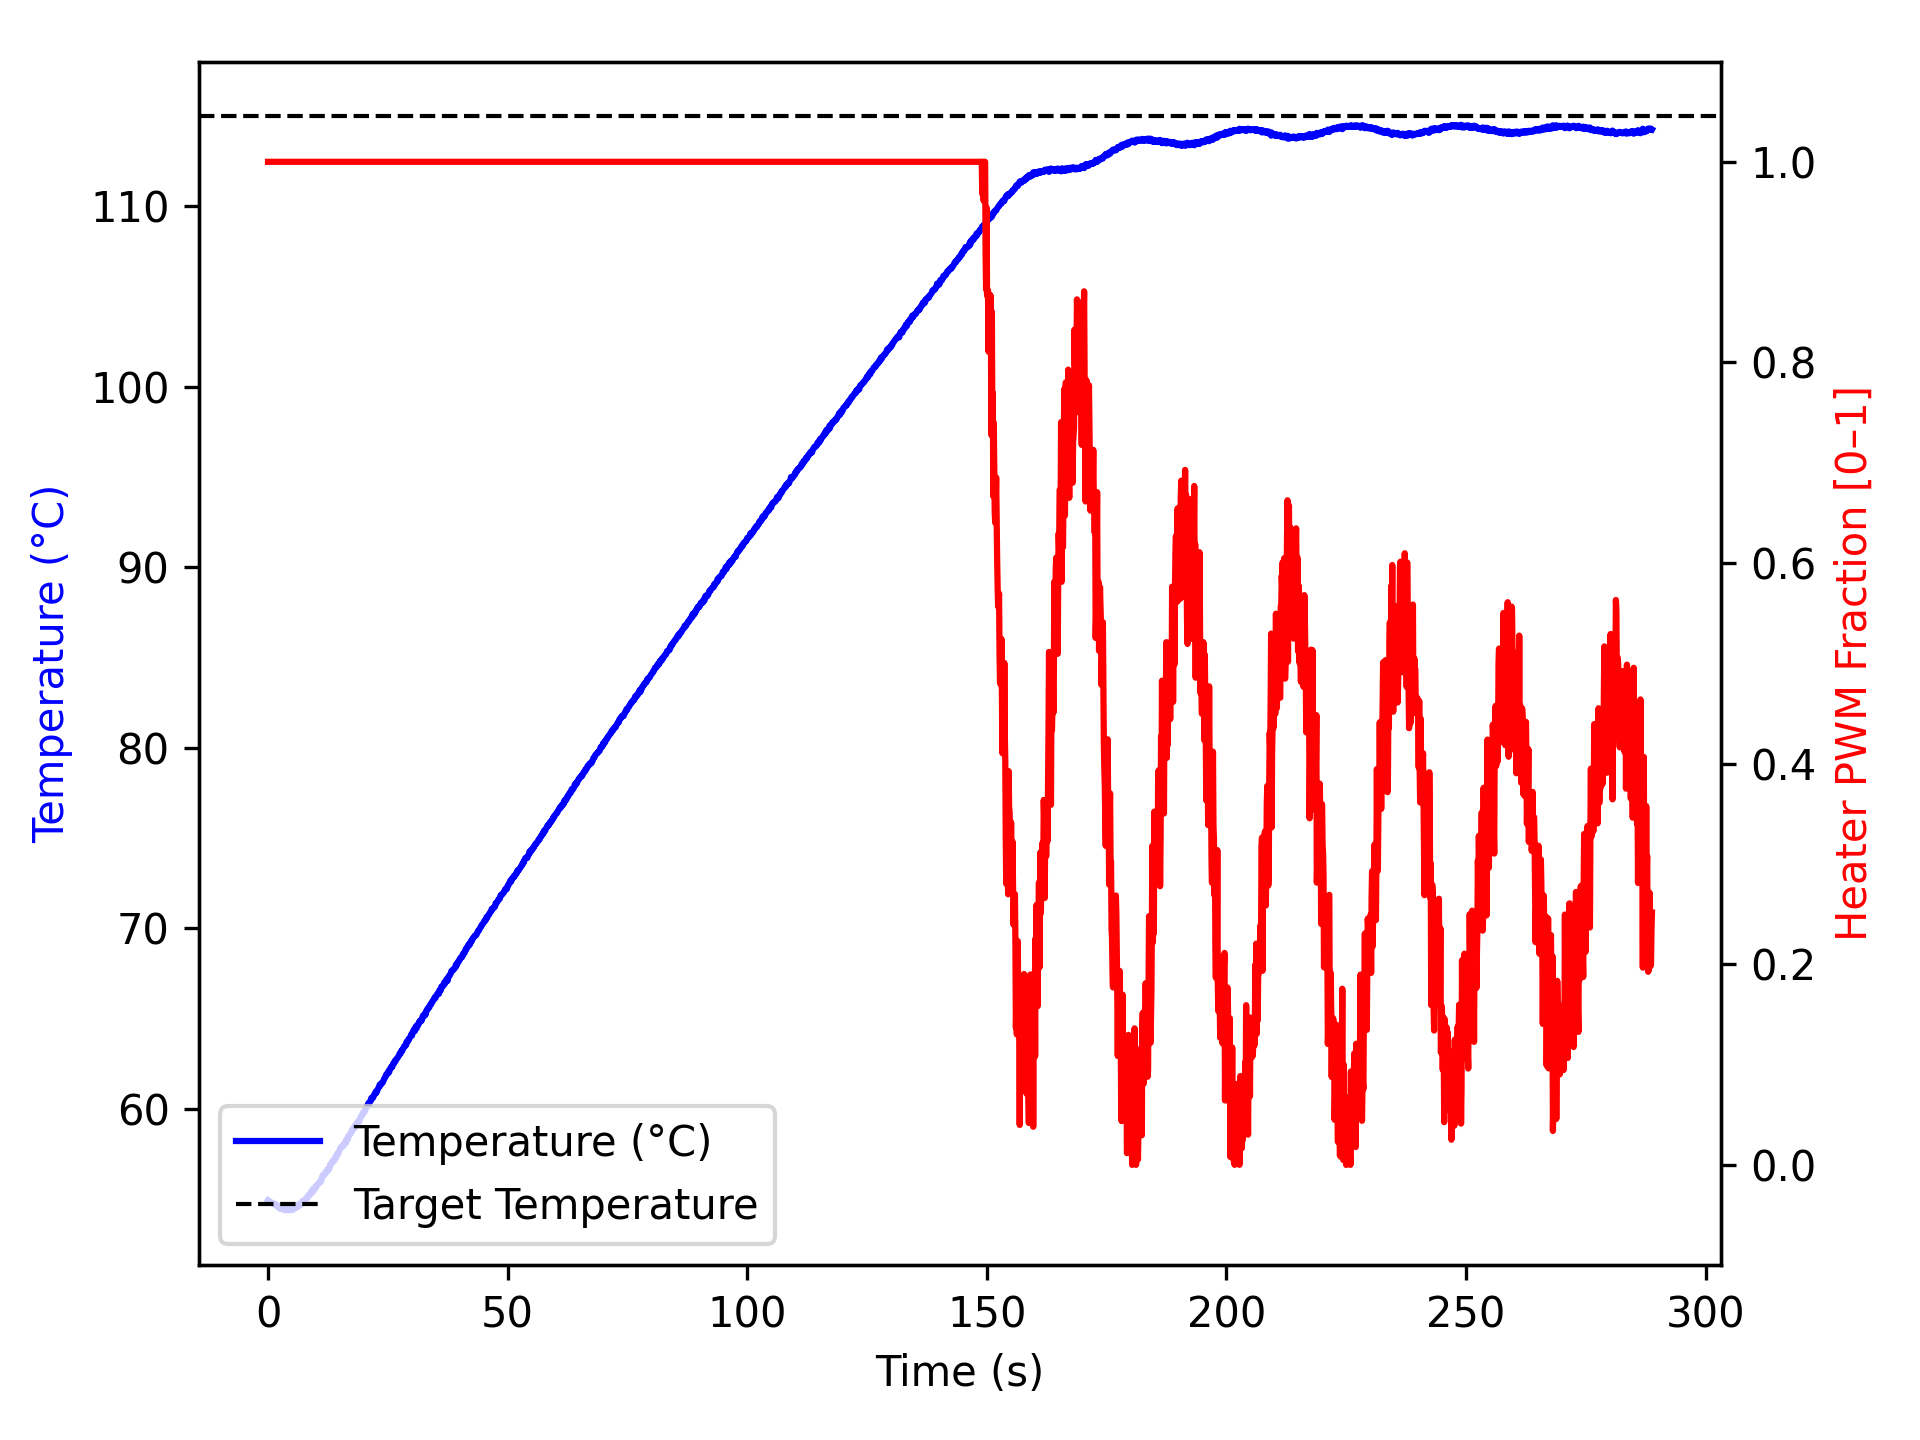 110
100
90
80
70
60
Temperature (°C)
1.0
0.8
0.6
0.4
0.2
0.0
Heater PWM Fraction [0–1]
Temperature (°C)
Target Temperature
0 50 100 150 200 250 300
Time (s)